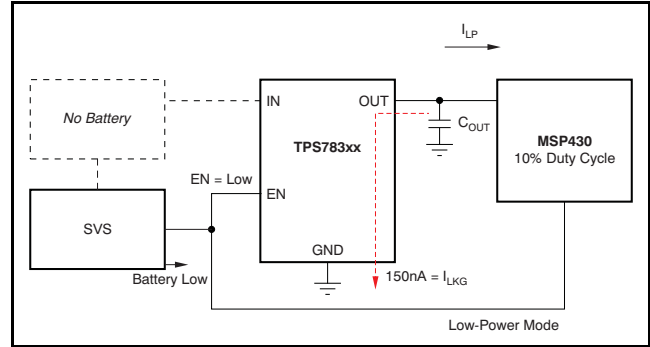 I_LP
No Battery
IN
OUT
TPS783xx
C_OUT
MSP430
10% Duty Cycle
EN = Low
EN
SVS
GND
Battery Low
150nA = I_LKG
Low-Power Mode